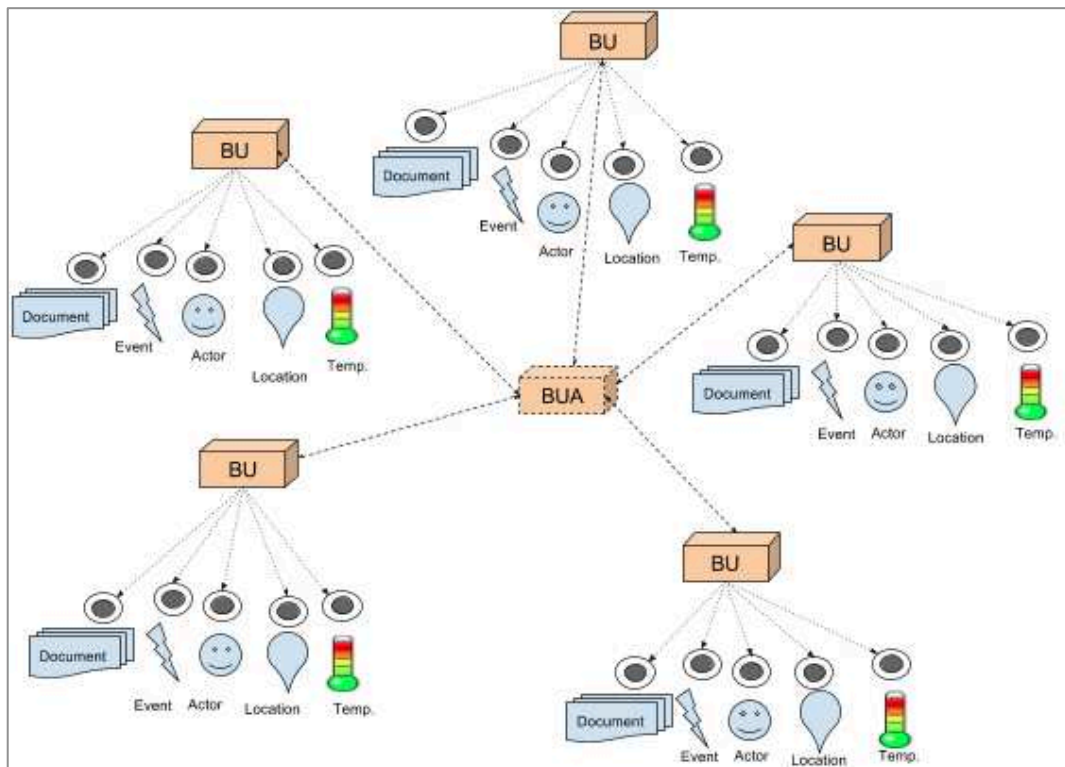 BU
Document
Event
Actor
Location
Temp.
BU
Document
Event
Actor
Location
Temp.
BU
Document
Event
Actor
Location
Temp.
BUA
BU
Document
Event
Actor
Location
Temp.
BU
Document
Event
Actor
Location
Temp.